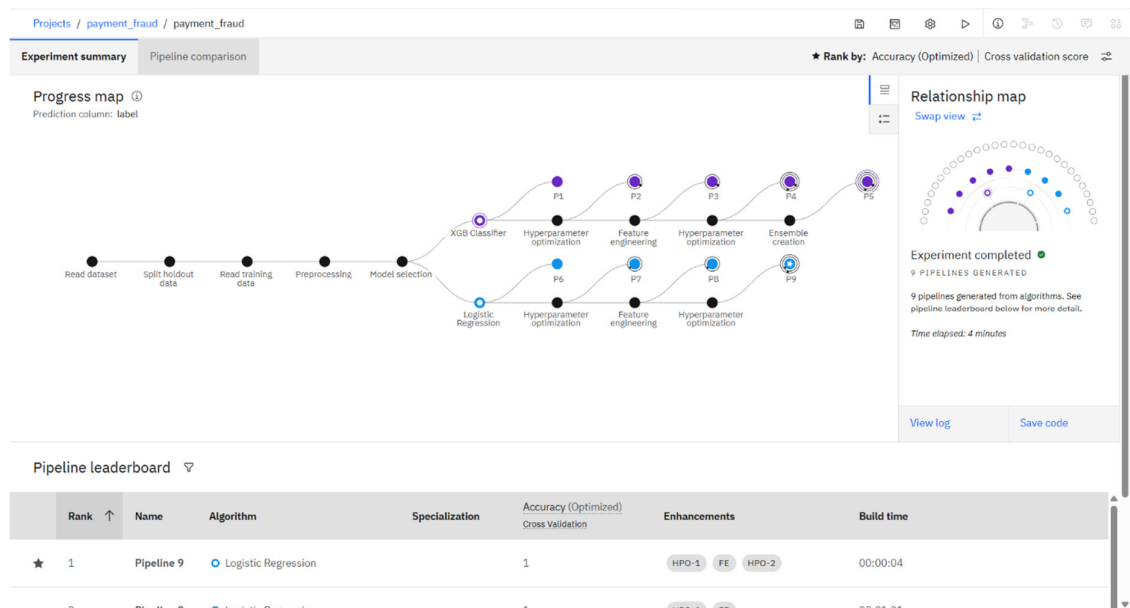 Projects / payment_fraud / payment_fraud
Experiment summary
Pipeline comparison
★ Rank by: Accuracy (Optimized) | Cross validation score
Progress map
Prediction column: label
P1
P2
P3
P4
P5
XGB Classifier
Hyperparameter
optimization
Feature
engineering
Hyperparameter
optimization
Ensemble
creation
Read dataset
Split holdout
data
Read training
data
Preprocessing
Model selection
P6
P7
P8
P9
Logistic
Regression
Hyperparameter
optimization
Feature
engineering
Hyperparameter
optimization
Relationship map
Swap view
Experiment completed
9 PIPELINES GENERATED
9 pipelines generated from algorithms. See
pipeline leaderboard below for more detail.
Time elapsed: 4 minutes
View log
Save code
Pipeline leaderboard
Rank ↑ Name Algorithm Specialization Accuracy (Optimized) Enhancements Build time
Cross Validation
★ 1 Pipeline 9 Logistic Regression 1 HPO-1 FE HPO-2 00:00:04